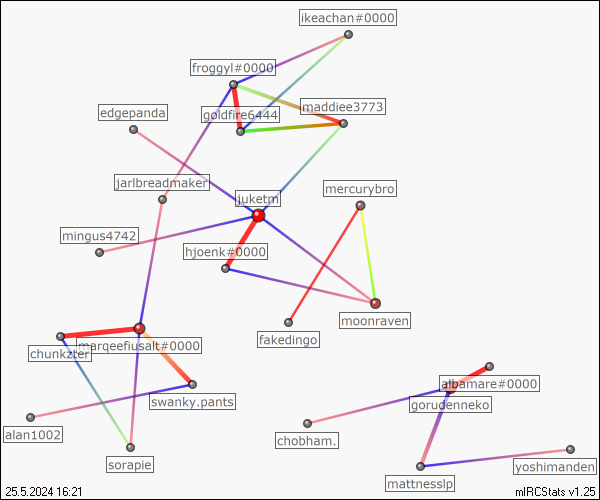 ikeachan#0000
froggyl#0000
maddiee3773
edgepanda
goldfire6444
jarlbreadmaker
mercurybro
juketm
mingus4742
hjoenk#0000
moonraven
fakedingo
marqeefiusalt#0000
chunkzter
albamare#0000
swanky.pants
gorudenneko
alan1002
chobham.
sorapie
yoshimanden
mattnesslp
25.5.2024 16:21
mIRCStats v1.25